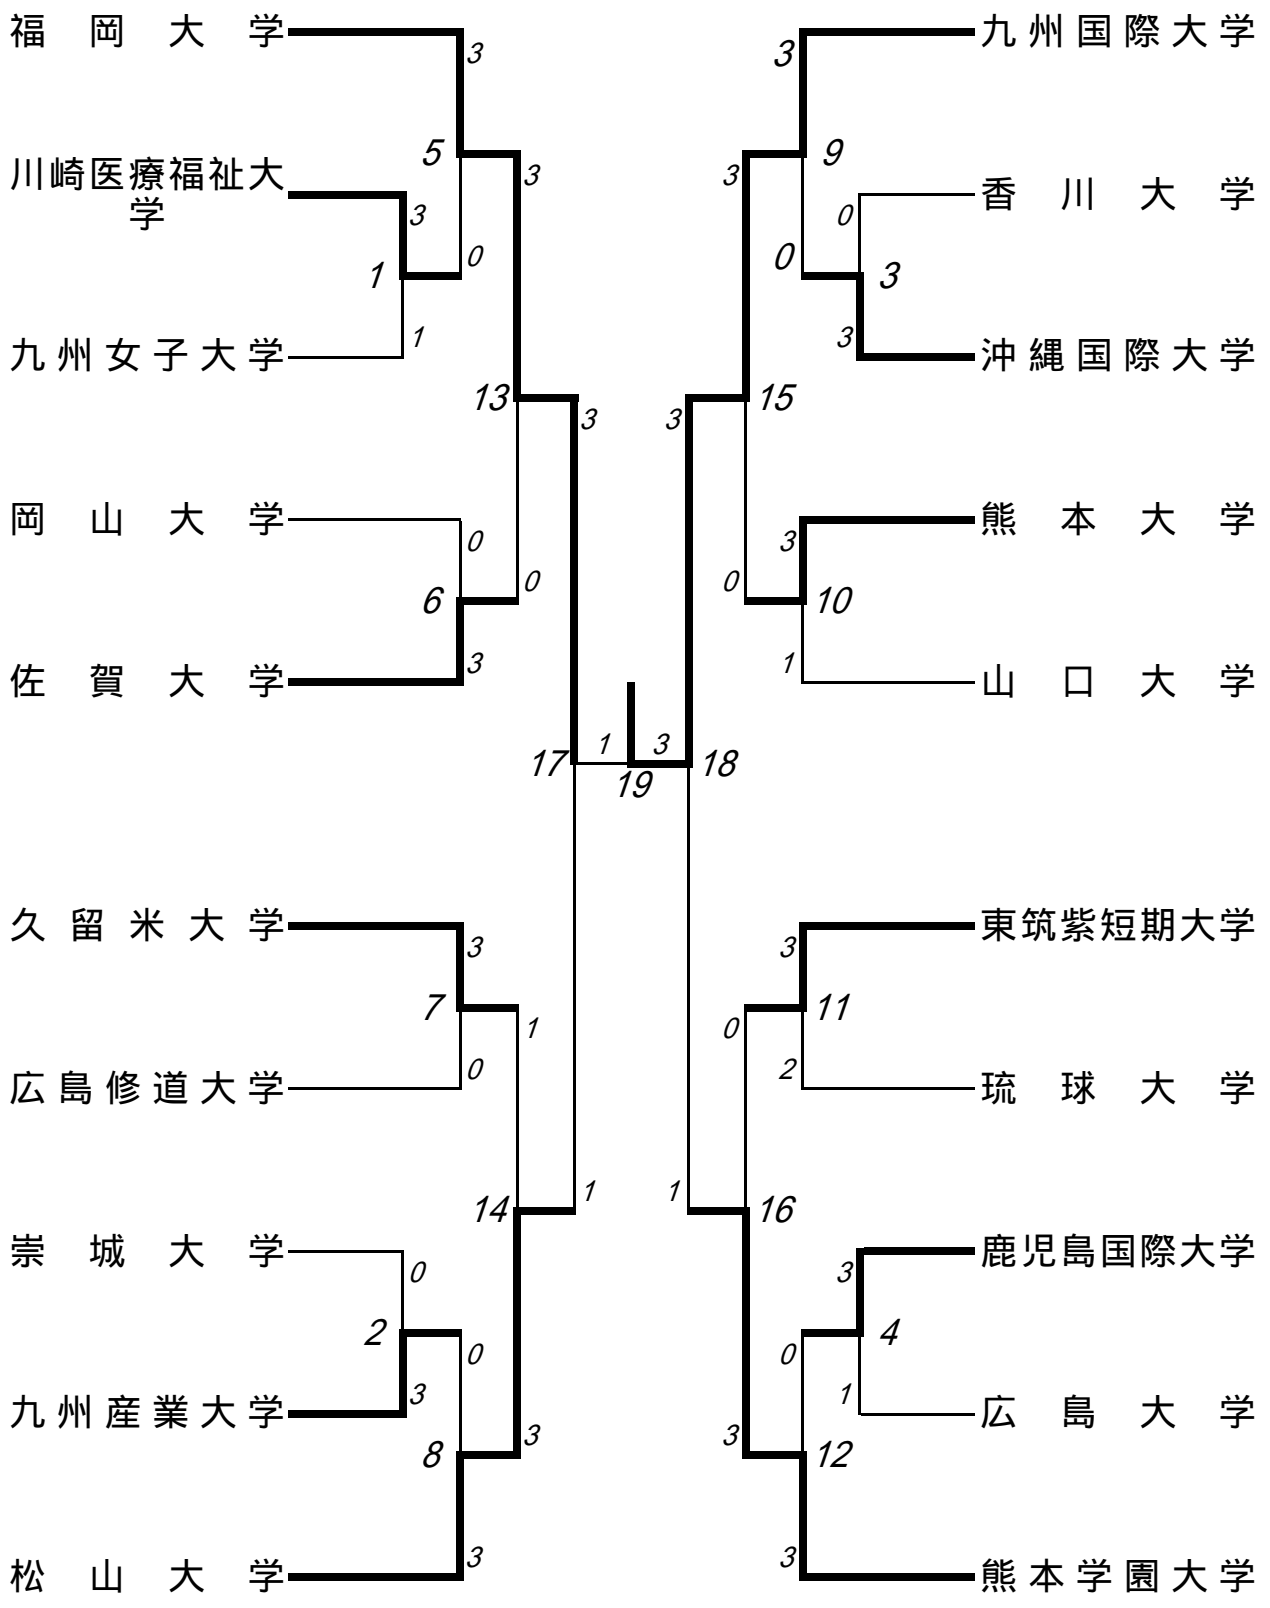 福岡大学
九州国際大学
3
3
5
9
川崎医療福祉大
学
3
3
香川大学
3
0
1
0
0
3
九州女子大学
1
3
沖縄国際大学
13
15
3
3
岡山大学
熊本大学
0
3
6
0
0
10
佐賀大学
3
1
山口大学
1
3
17
18
19
久留米大学
東筑紫短期大学
3
3
7
11
1
0
広島修道大学
0
2
琉球大学
14
1
1
16
崇城大学
鹿児島国際大学
0
3
2
4
0
0
九州産業大学
3
1
広島大学
3
3
8
12
3
3
松山大学
熊本学園大学